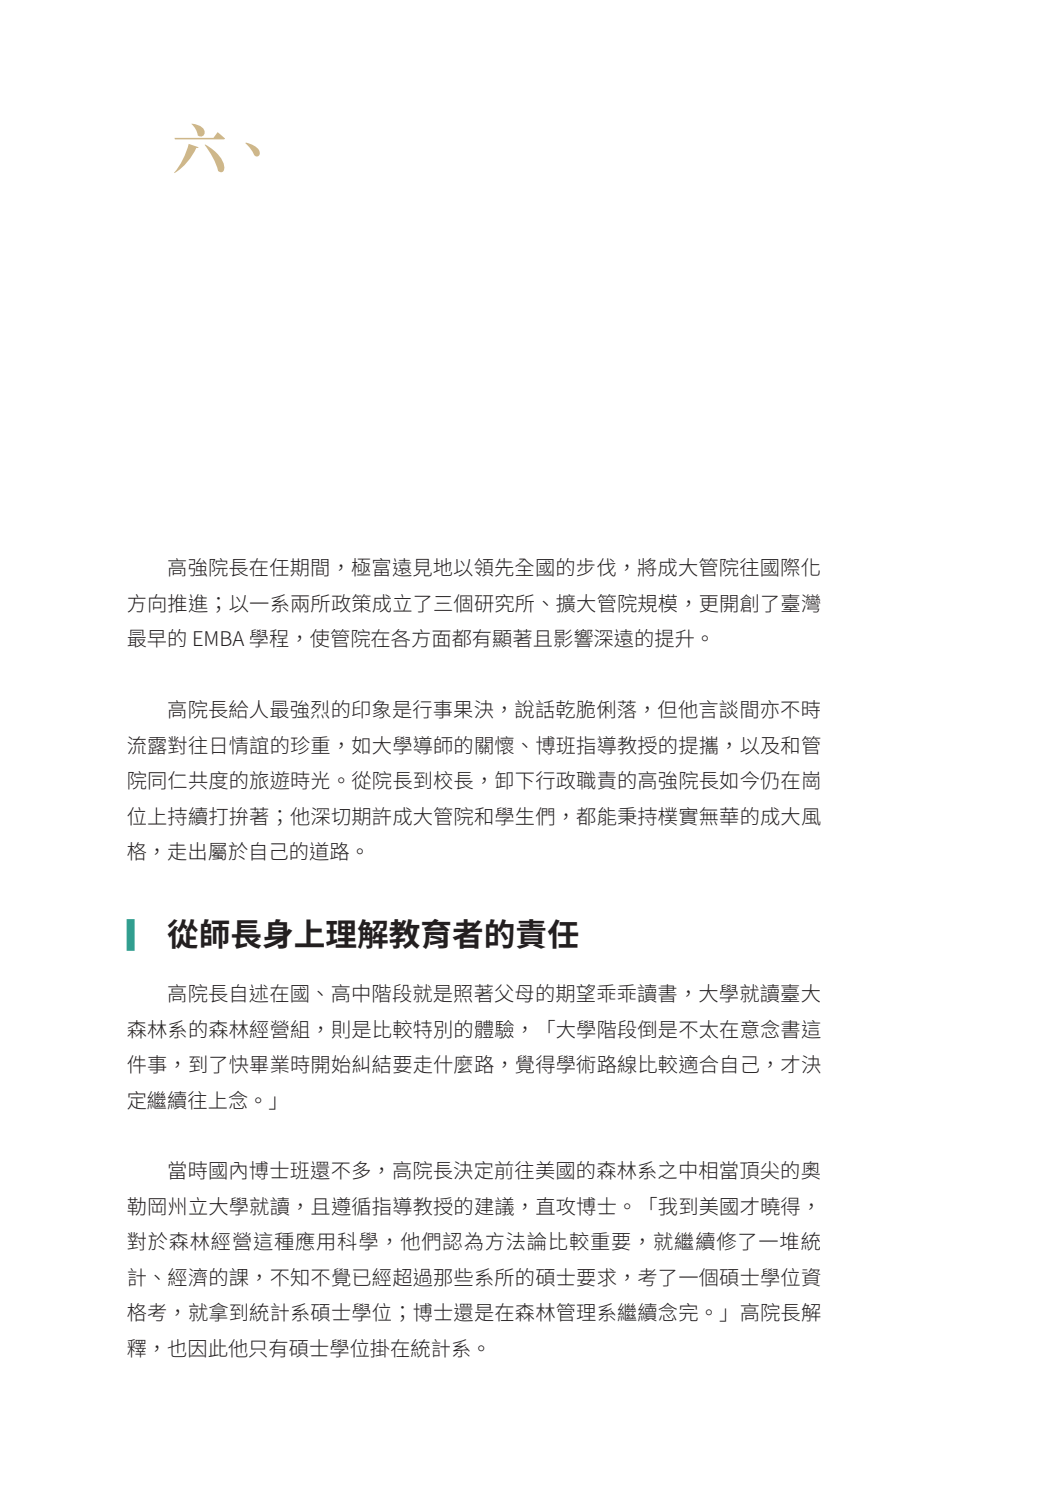 六、
高強院長在任期間，極富遠見地以領先全國的步伐，將成大管院往國際化
方向推進；以一系兩所政策成立了三個研究所、擴大管院規模，更開創了臺灣
最早的 EMBA 學程，使管院在各方面都有顯著且影響深遠的提升。
高院長給人最強烈的印象是行事果決，說話乾脆俐落，但他言談間亦不時
流露對往日情誼的珍重，如大學導師的關懷、博班指導教授的提攜，以及和管
院同仁共度的旅遊時光。從院長到校長，卸下行政職責的高強院長如今仍在崗
位上持續打拚著；他深切期許成大管院和學生們，都能秉持樸實無華的成大風
格，走出屬於自己的道路。
從師長身上理解教育者的責任
高院長自述在國、高中階段就是照著父母的期望乖乖讀書，大學就讀臺大
森林系的森林經營組，則是比較特別的體驗，「大學階段倒是不太在意念書這
件事，到了快畢業時開始糾結要走什麼路，覺得學術路線比較適合自己，才決
定繼續往上念。」
當時國內博士班還不多，高院長決定前往美國的森林系之中相當頂尖的奧
勒岡州立大學就讀，且遵循指導教授的建議，直攻博士。「我到美國才曉得，
對於森林經營這種應用科學，他們認為方法論比較重要，就繼續修了一堆統
計、經濟的課，不知不覺已經超過那些系所的碩士要求，考了一個碩士學位資
格考，就拿到統計系碩士學位；博士還是在森林管理系繼續念完。」高院長解
釋，也因此他只有碩士學位掛在統計系。